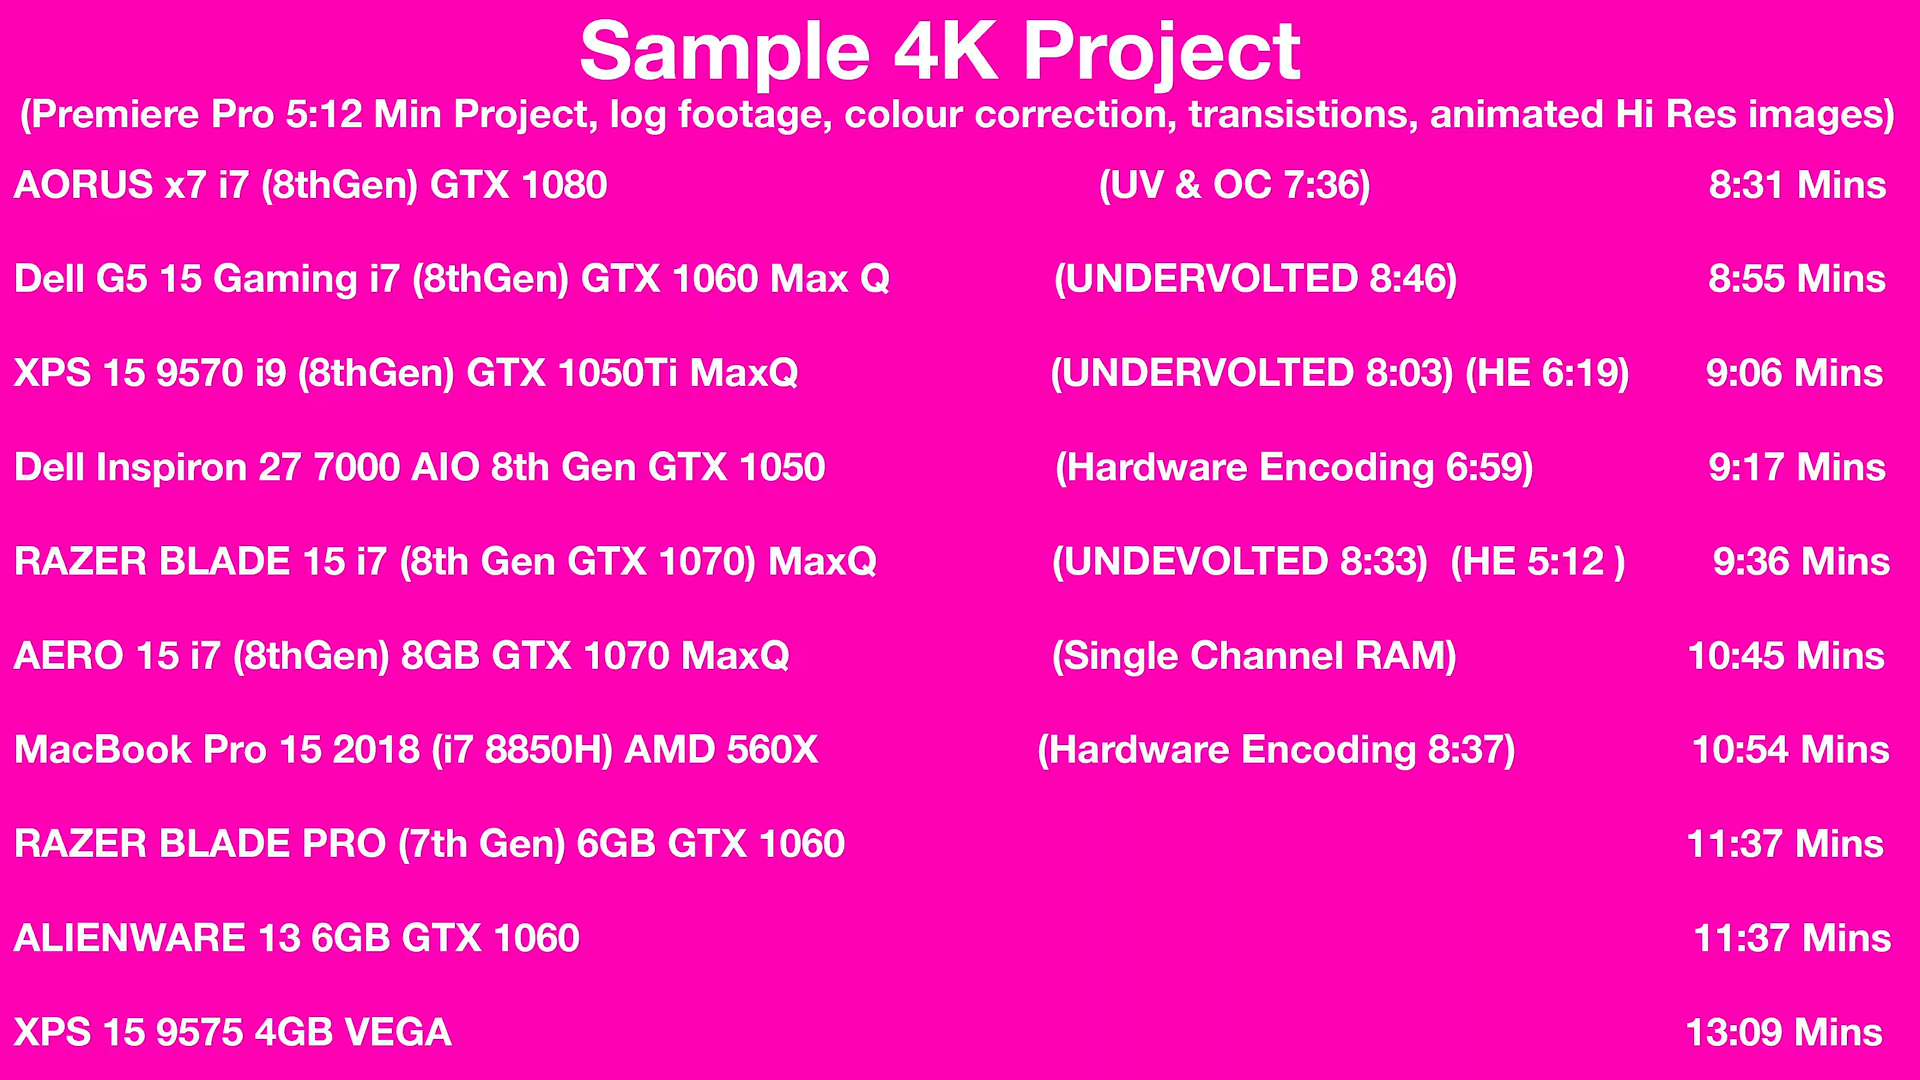 Sample 4K Project
(Premiere Pro 5:12 Min Project, log footage, colour correction, transistions, animated Hi Res images)
AORUS x7 i7 (8thGen) GTX 1080 (UV & OC 7:36) 8:31 Mins
Dell G5 15 Gaming i7 (8thGen) GTX 1060 Max Q (UNDERVOLTED 8:46) 8:55 Mins
XPS 15 9570 i9 (8thGen) GTX 1050Ti MaxQ (UNDERVOLTED 8:03) (HE 6:19) 9:06 Mins
Dell Inspiron 27 7000 AIO 8th Gen GTX 1050 (Hardware Encoding 6:59) 9:17 Mins
RAZER BLADE 15 i7 (8th Gen GTX 1070) MaxQ (UNDEVOLTED 8:33) (HE 5:12 ) 9:36 Mins
AERO 15 i7 (8thGen) 8GB GTX 1070 MaxQ (Single Channel RAM) 10:45 Mins
MacBook Pro 15 2018 (i7 8850H) AMD 560X (Hardware Encoding 8:37) 10:54 Mins
RAZER BLADE PRO (7th Gen) 6GB GTX 1060 11:37 Mins
ALIENWARE 13 6GB GTX 1060 11:37 Mins
XPS 15 9575 4GB VEGA 13:09 Mins